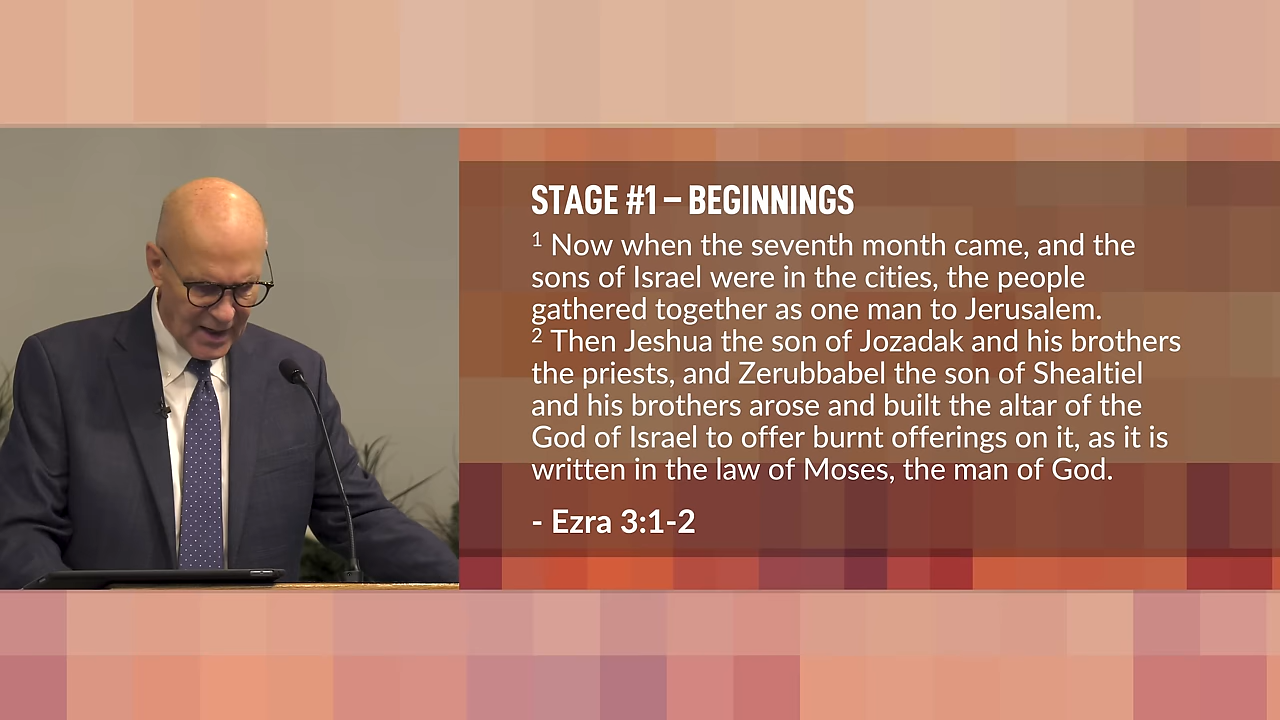 STAGE #1 – BEGINNINGS
1 Now when the seventh month came, and the
sons of Israel were in the cities, the people
gathered together as one man to Jerusalem.
2 Then Jeshua the son of Jozadak and his brothers
the priests, and Zerubbabel the son of Shealtiel
and his brothers arose and built the altar of the
God of Israel to offer burnt offerings on it, as it is
written in the law of Moses, the man of God.
- Ezra 3:1-2